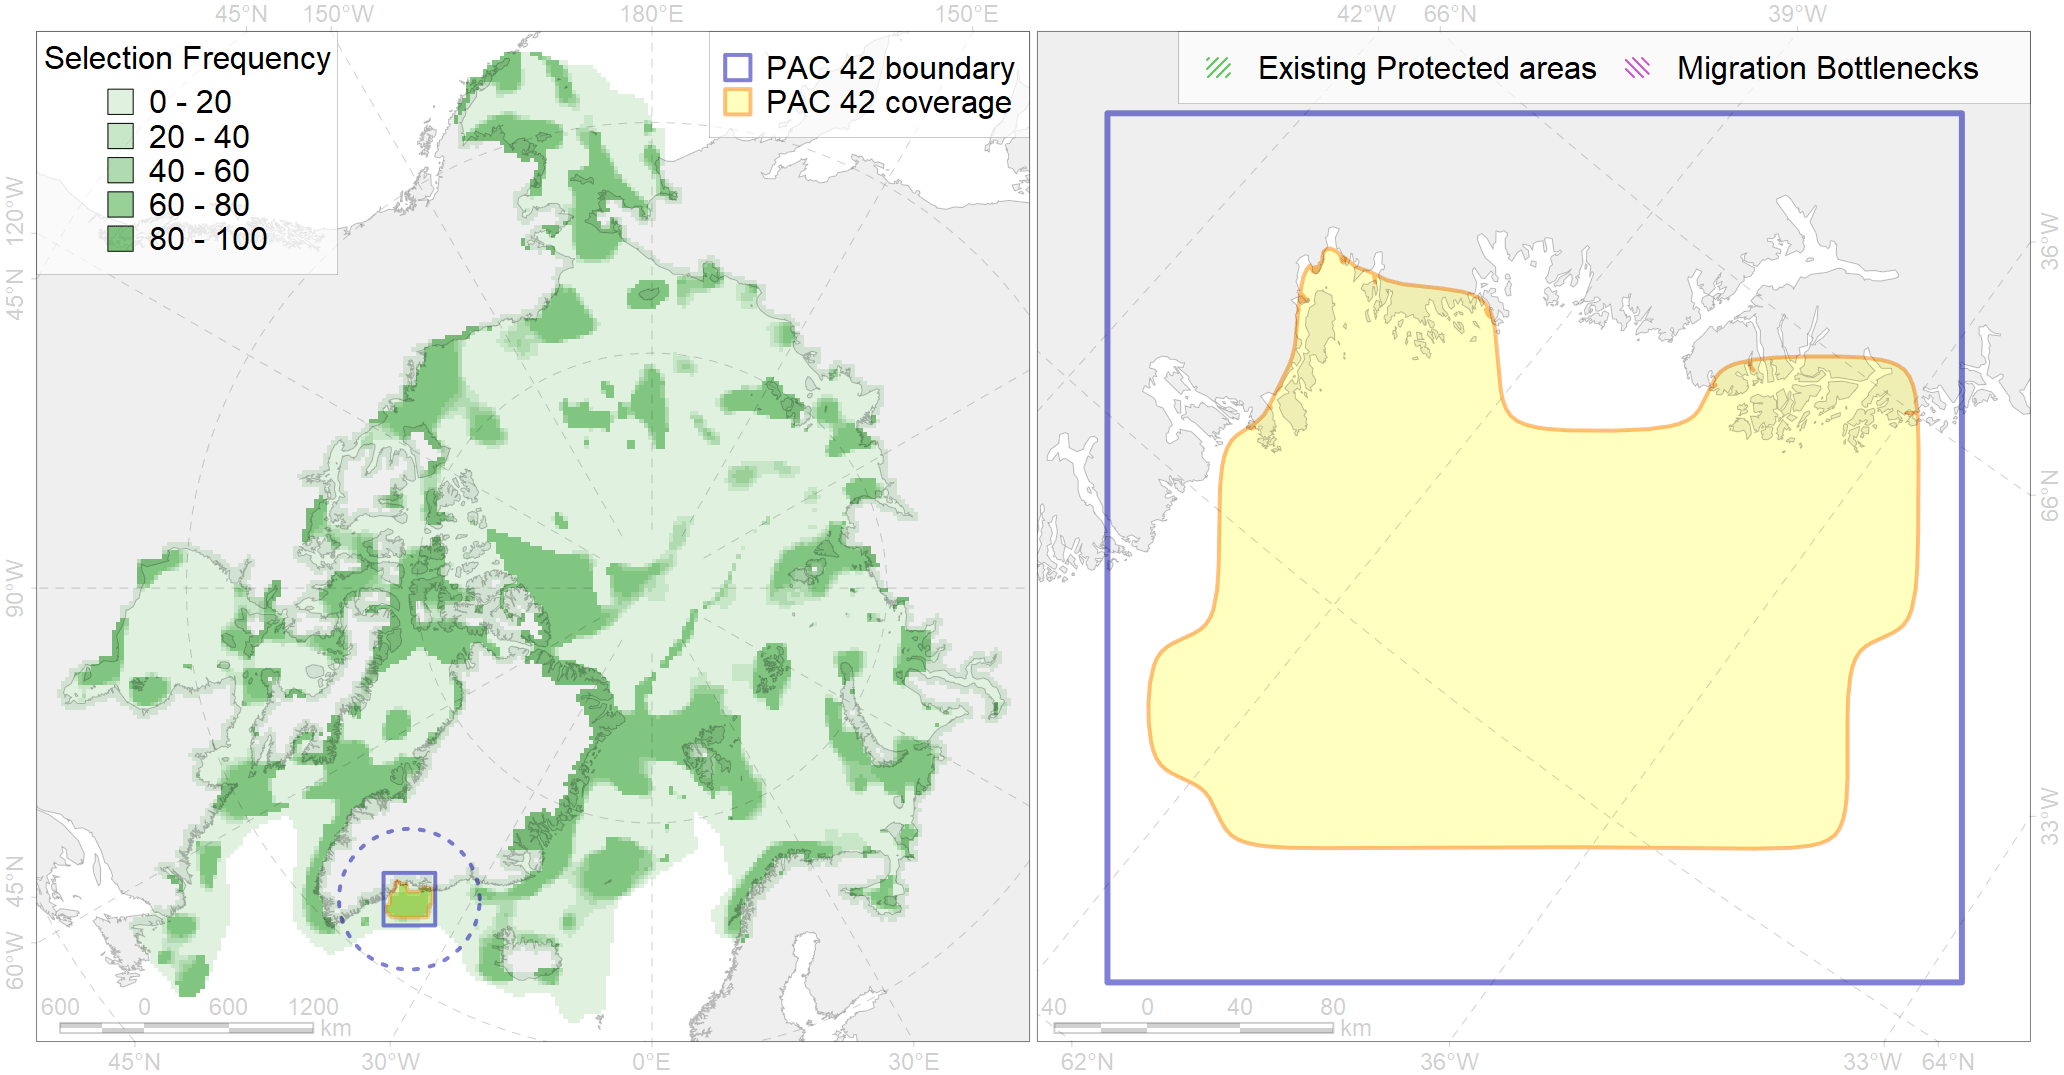 45°N 150°W 180°E 150°E 42°W 66°N 39°W
Selection Frequency
0 - 20
20 - 40
40 - 60
60 - 80
80 - 100
PAC 42 boundary
PAC 42 coverage
Existing Protected areas Migration Bottlenecks
120°W
45°N
90°W
45°N
60°W
36°W
66°N
33°W
600 0 600 1200
km
40 0 40 80
km
45°N 30°W 0°E 30°E 62°N 36°W 33°W 64°N